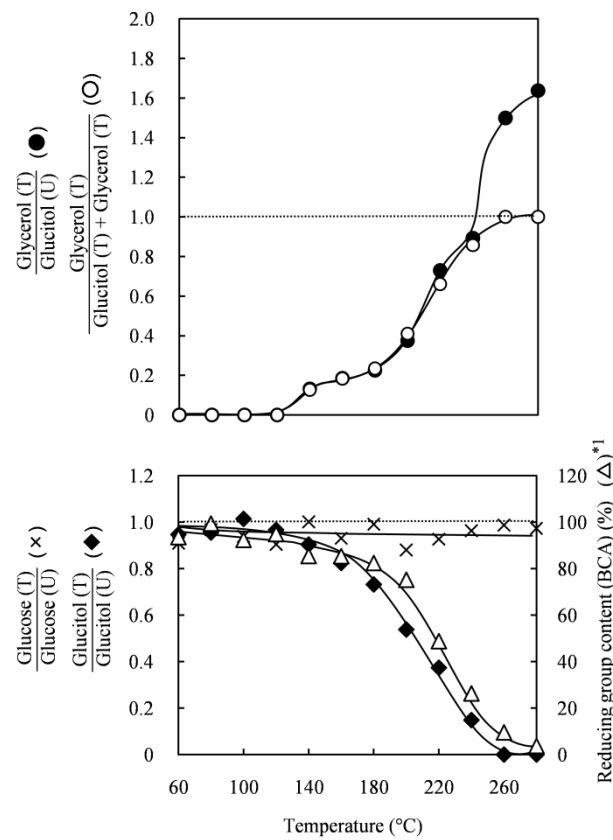 Glycerol (T)
Glucitol (U)
(●)
Glycerol (T)
Glucitol (T) + Glycerol (T)
(○)
2.0
1.8
1.6
1.4
1.2
1.0
0.8
0.6
0.4
0.2
0
Glucose (T)
Glucose (U)
(×)
Glucitol (T)
Glucitol (U)
(◆)
1.2
1.0
0.8
0.6
0.4
0.2
0
120
100
80
60
40
20
0
Reducing group content (BCA) (%) (△)*1
60 100 140 180 220 260
Temperature (°C)